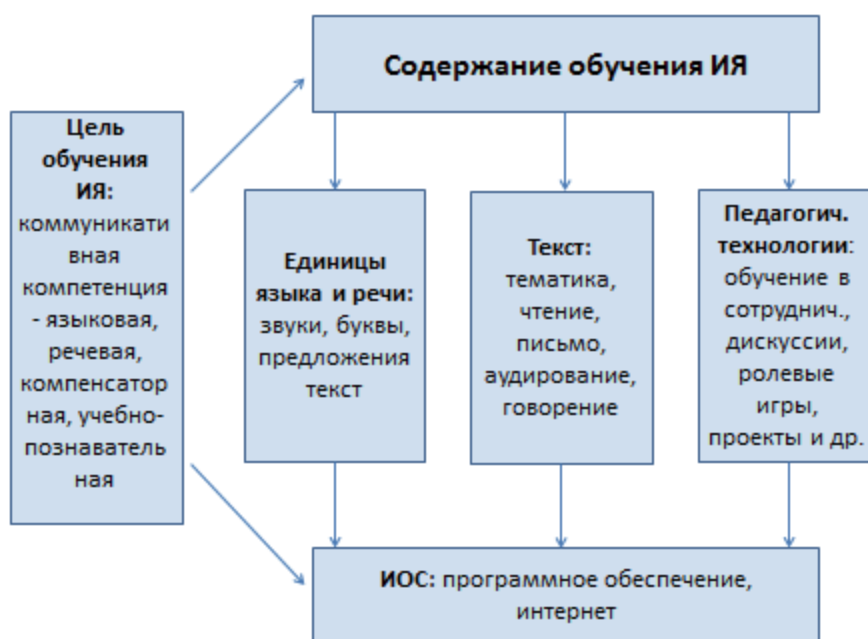 Содержание обучения ИЯ
Цель
обучения
ИЯ:
коммуникати
вная
компетенция
- языковая,
речевая,
компенсатор
ная, учебно-
познаватель
ная
Единицы
языка и речи:
звуки, буквы,
предложения
текст
Текст:
тематика,
чтение,
письмо,
аудирование,
говорение
Педагогич.
технологии:
обучение в
сотруднич.,
дискуссии,
ролевые
игры,
проекты и др.
ИОС: программное обеспечение,
интернет